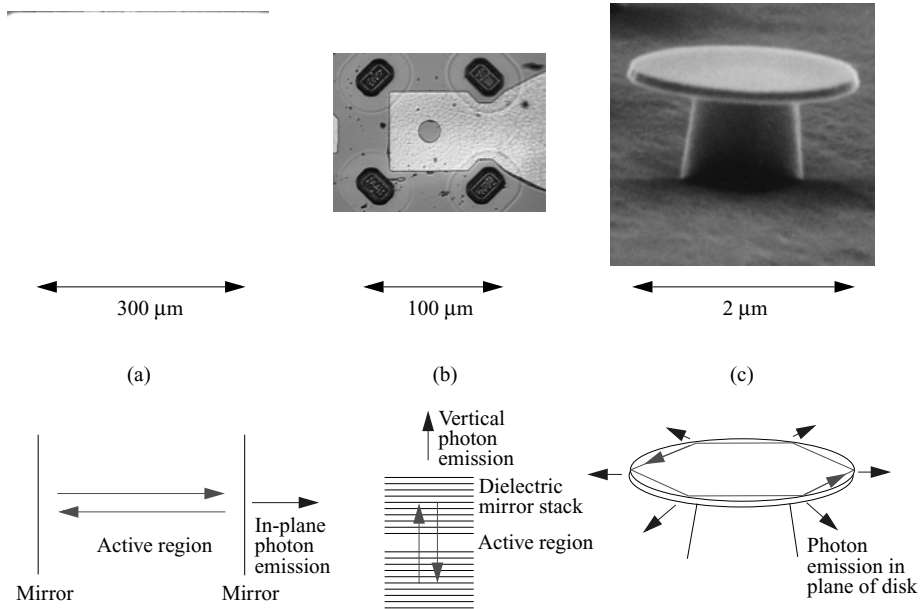 300 μm
100 μm
2 μm
(a)
(b)
(c)
Mirror
Active region
Mirror
In-plane
photon
emission
Vertical
photon
emission
Dielectric
mirror stack
Active region
Photon
emission in
plane of disk